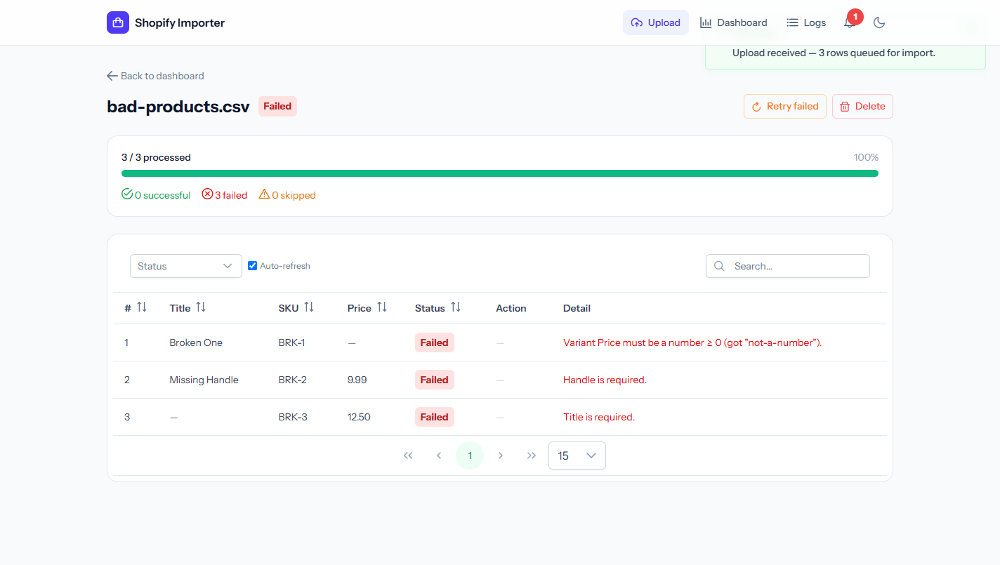 Shopify Importer
Upload
Dashboard
Logs
1
Upload received — 3 rows queued for import.
Back to dashboard
bad-products.csv
Failed
Retry failed
Delete
3 / 3 processed
100%
0 successful
3 failed
0 skipped
Status
Auto-refresh
Search...
# Title SKU Price Status Action Detail
1 Broken One BRK-1 — Failed — Variant Price must be a number ≥ 0 (got "not-a-number").
2 Missing Handle BRK-2 9.99 Failed — Handle is required.
3 — BRK-3 12.50 Failed — Title is required.
1
15